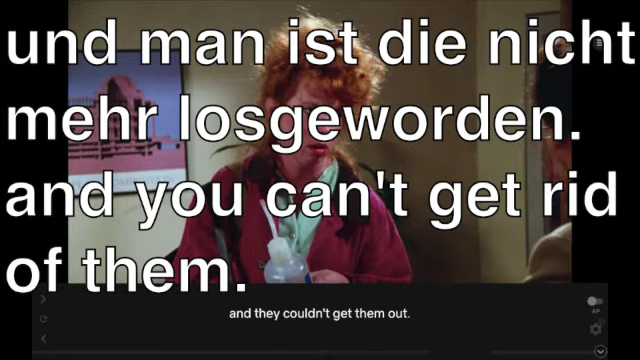 und man ist die nicht
mehr losgeworden.
and you can't get rid
of them.
and they couldn't get them out.
AP